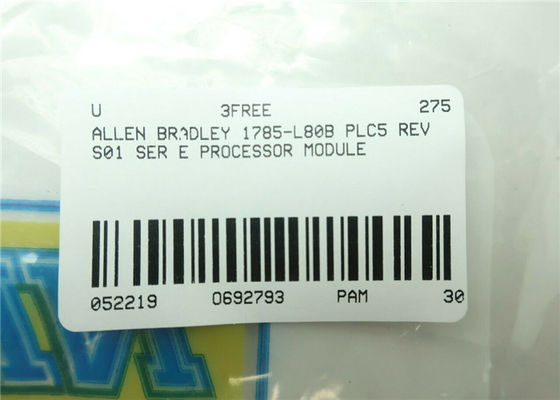 U 3FREE 275
ALLEN BRADLEY 1785-L80B PLC5 REV
S01 SER E PROCESSOR MODULE
052219 0692793 PAM 30